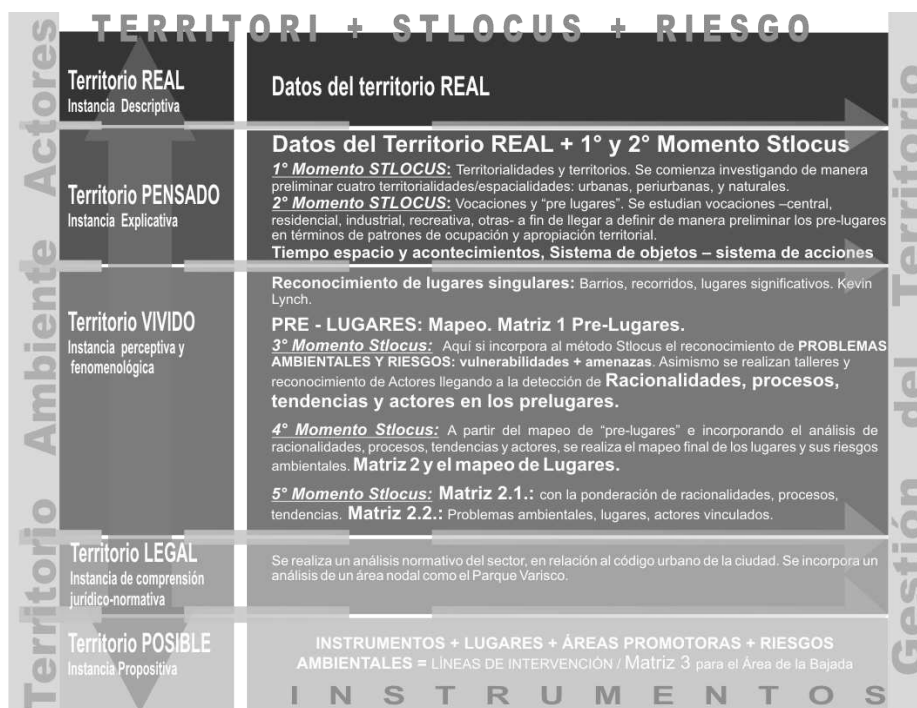 TERRITORI + STLOCUS + RIESGO
Territorio Ambiente Actores
Territorio REAL
Instancia Descriptiva
Datos del territorio REAL
Territorio PENSADO
Instancia Explicativa
Datos del Territorio REAL + 1° y 2° Momento Stlocus
1° Momento STLOCUS: Territorialidades y territorios. Se comienza investigando de manera
preliminar cuatro territorialidades/espacialidades: urbanas, periurbanas, y naturales.
2° Momento STLOCUS: Vocaciones y “pre lugares”. Se estudian vocaciones –central,
residencial, industrial, recreativa, otras- a fin de llegar a definir de manera preliminar los pre-lugares
en términos de patrones de ocupación y apropiación territorial.
Tiempo espacio y acontecimientos, Sistema de objetos – sistema de acciones
Territorio VIVIDO
Instancia perceptiva y
fenomenológica
Reconocimiento de lugares singulares: Barrios, recorridos, lugares significativos. Kevin
Lynch.
PRE - LUGARES: Mapeo. Matriz 1 Pre-Lugares.
3° Momento Stlocus: Aquí si incorpora al método Stlocus el reconocimiento de PROBLEMAS
AMBIENTALES Y RIESGOS: vulnerabilidades + amenazas. Asimismo se realizan talleres y
reconocimiento de Actores llegando a la detección de Racionalidades, procesos,
tendencias y actores en los prelugares.
4° Momento Stlocus: A partir del mapeo de “pre-lugares” e incorporando el análisis de
racionalidades, procesos, tendencias y actores, se realiza el mapeo final de los lugares y sus riesgos
ambientales. Matriz 2 y el mapeo de Lugares.
5° Momento Stlocus: Matriz 2.1.: con la ponderación de racionalidades, procesos,
tendencias. Matriz 2.2.: Problemas ambientales, lugares, actores vinculados.
Territorio LEGAL
Instancia de comprensión
jurídico-normativa
Se realiza un análisis normativo del sector, en relación al código urbano de la ciudad. Se incorpora un
análisis de un área nodal como el Parque Varisco.
Territorio POSIBLE
Instancia Propositiva
INSTRUMENTOS + LUGARES + ÁREAS PROMOTORAS + RIESGOS
AMBIENTALES = LÍNEAS DE INTERVENCIÓN / Matriz 3 para el Área de la Bajada
INSTRUMENTOS
Gestión del Territorio